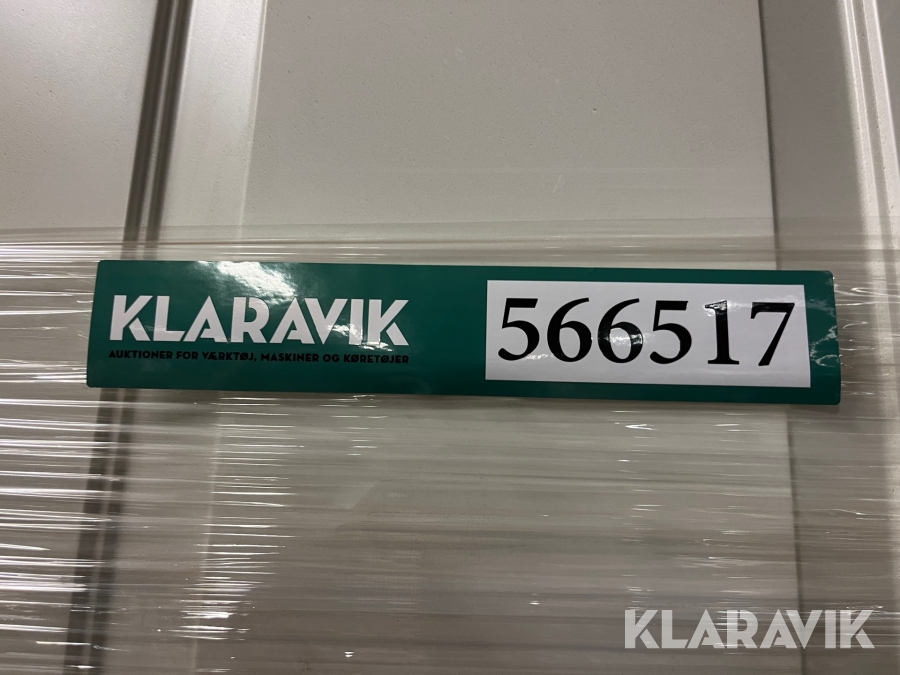 KLARAVIK
AUKTIONER FOR VÆRKTØJ, MASKINER OG KØRETØJER
566517
KLARAVIK